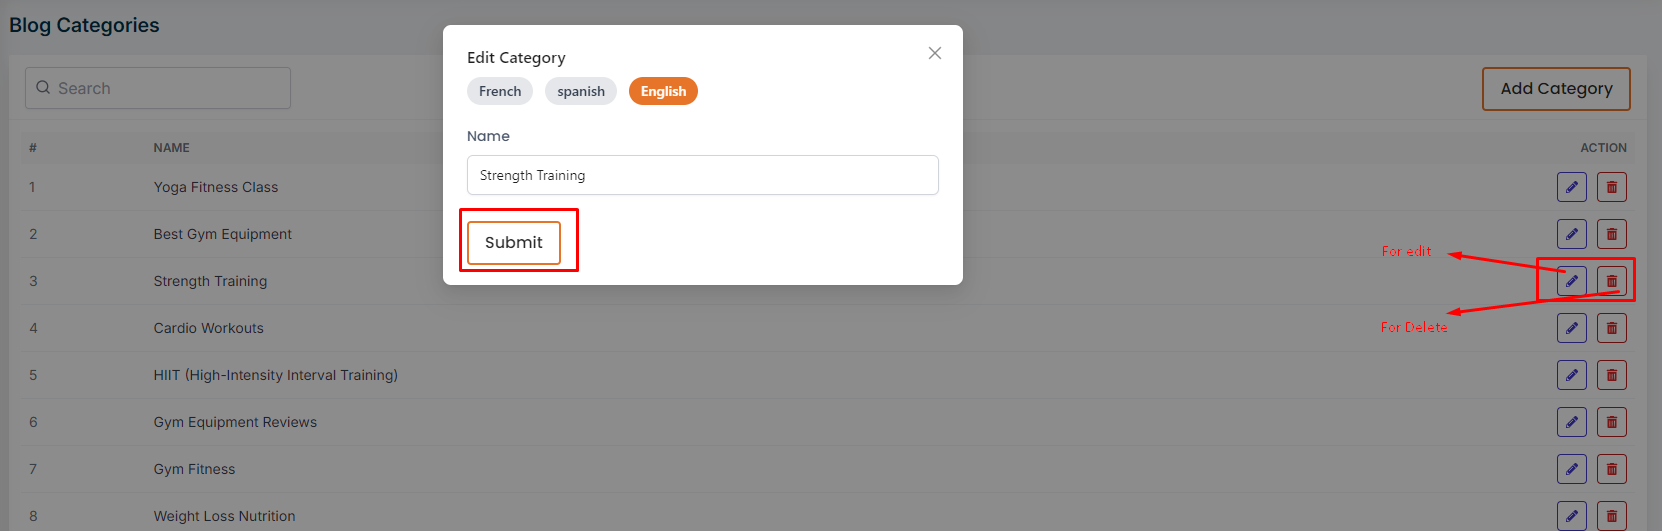 Blog Categories
Edit Category
French spanish English
Search
Add Category
Name
# NAME ACTION
Strength Training
1 Yoga Fitness Class
2 Best Gym Equipment
Submit
For edit
3 Strength Training
4 Cardio Workouts
For Delete
5 HIIT (High-Intensity Interval Training)
6 Gym Equipment Reviews
7 Gym Fitness
8 Weight Loss Nutrition